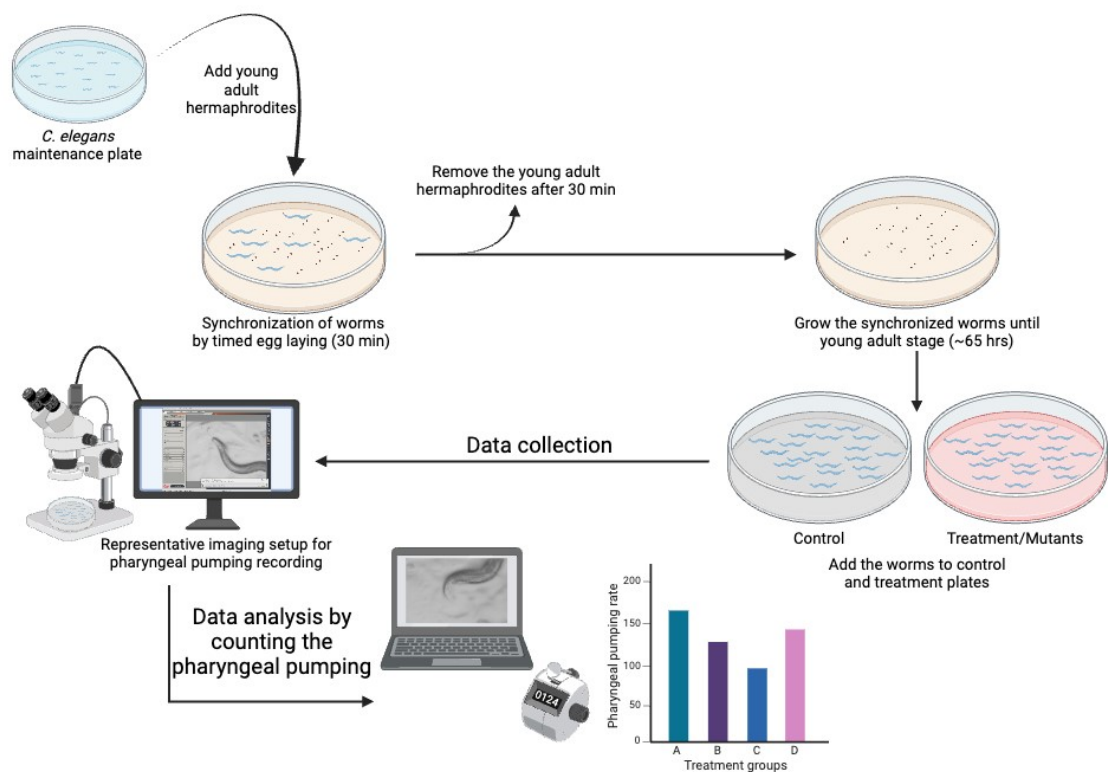 Add young
adult
hermaphrodites
C. elegans
maintenance plate
Remove the young adult
hermaphrodites after 30 min
Synchronization of worms
by timed egg laying (30 min)
Grow the synchronized worms until
young adult stage (~65 hrs)
Data collection
Control
Treatment/Mutants
Add the worms to control
and treatment plates
Representative imaging setup for
pharyngeal pumping recording
Data analysis by
counting the
pharyngeal pumping
0124
Pharyngeal pumping rate
200
150
100
50
0
A B C D
Treatment groups